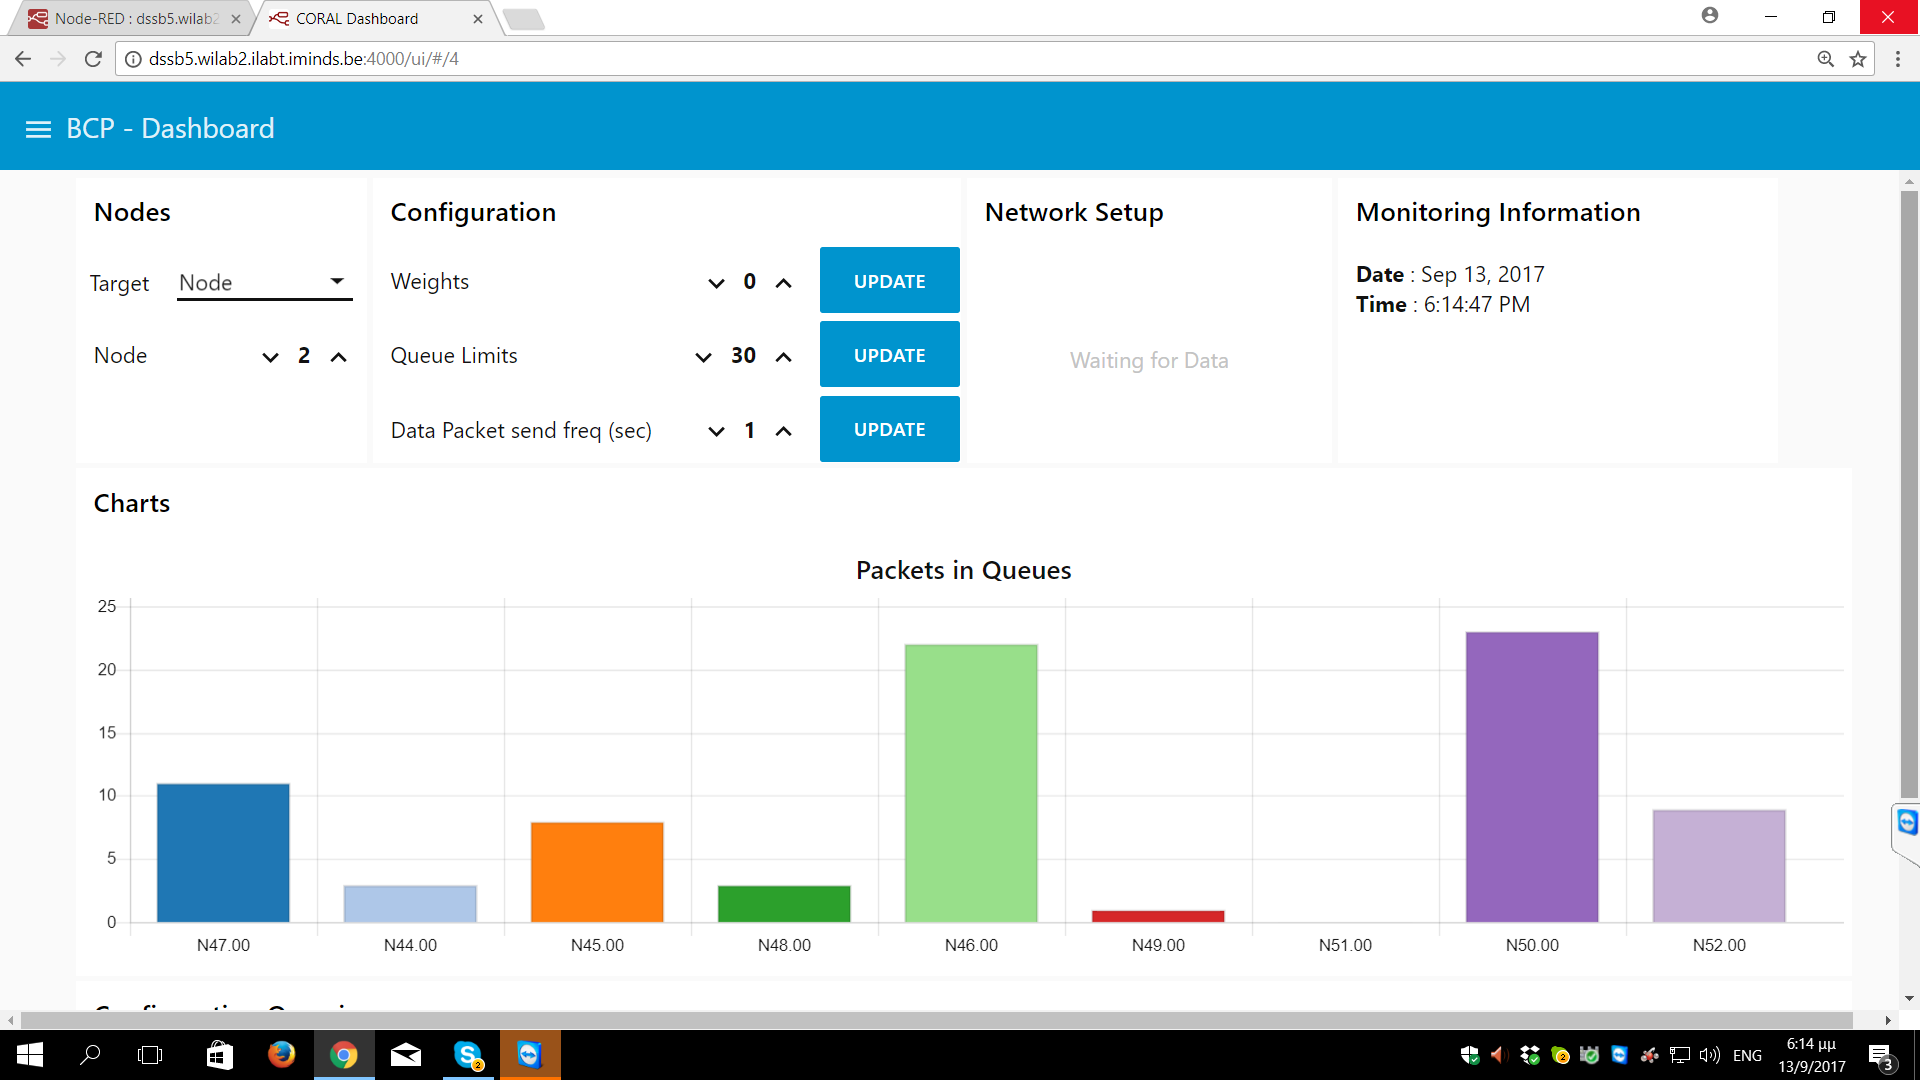 Node-RED : dssb5.wilab2
CORAL Dashboard
dssb5.wilab2.ilabt.iminds.be:4000/ui/#/4
BCP - Dashboard
Nodes
Target Node
Node 2
Configuration
Weights 0 UPDATE
Queue Limits 30 UPDATE
Data Packet send freq (sec) 1 UPDATE
Network Setup
Waiting for Data
Monitoring Information
Date : Sep 13, 2017
Time : 6:14:47 PM
Charts
Packets in Queues
25
20
15
10
5
0
N47.00 N44.00 N45.00 N48.00 N46.00 N49.00 N51.00 N50.00 N52.00
2
2
ENG
6:14 μμ
13/9/2017
3